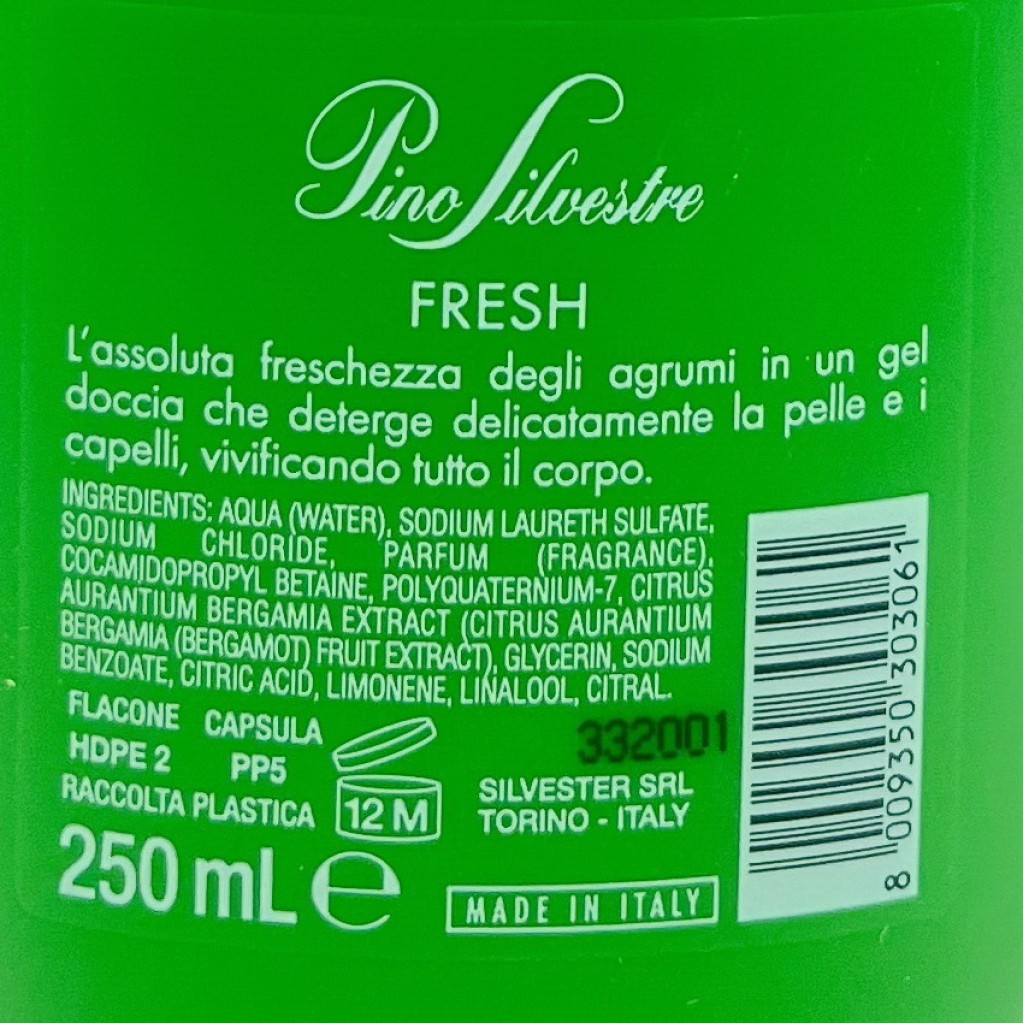 Pino Silvestre
FRESH
L'assoluta freschezza degli agrumi in un gel
doccia che deterge delicatamente la pelle e i
capelli, vivificando tutto il corpo.
INGREDIENTS: AQUA (WATER), SODIUM LAURETH SULFATE,
SODIUM CHLORIDE, PARFUM (FRAGRANCE),
COCAMIDOPROPYL BETAINE, POLYQUATERNIUM-7, CITRUS
AURANTIUM BERGAMIA EXTRACT (CITRUS AURANTIUM
BERGAMIA (BERGAMOT) FRUIT EXTRACT), GLYCERIN, SODIUM
BENZOATE, CITRIC ACID, LIMONENE, LINALOOL, CITRAL.
FLACONE CAPSULA
HDPE 2 PP5
RACCOLTA PLASTICA
12 M
332001
SILVESTER SRL
TORINO - ITALY
250 mL e
MADE IN ITALY
8 009350 303061